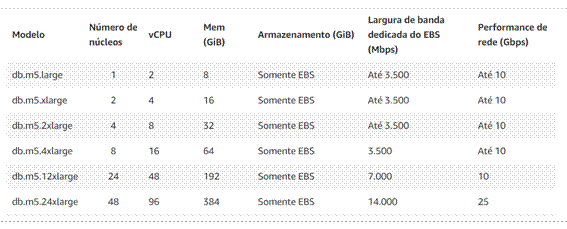 Modelo Número de núcleos vCPU Mem (GiB) Armazenamento (GiB) Largura de banda dedicada do EBS (Mbps) Performance de rede (Gbps)
db.m5.large 1 2 8 Somente EBS Até 3.500 Até 10
db.m5.xlarge 2 4 16 Somente EBS Até 3.500 Até 10
db.m5.2xlarge 4 8 32 Somente EBS Até 3.500 Até 10
db.m5.4xlarge 8 16 64 Somente EBS 3.500 Até 10
db.m5.12xlarge 24 48 192 Somente EBS 7.000 10
db.m5.24xlarge 48 96 384 Somente EBS 14.000 25